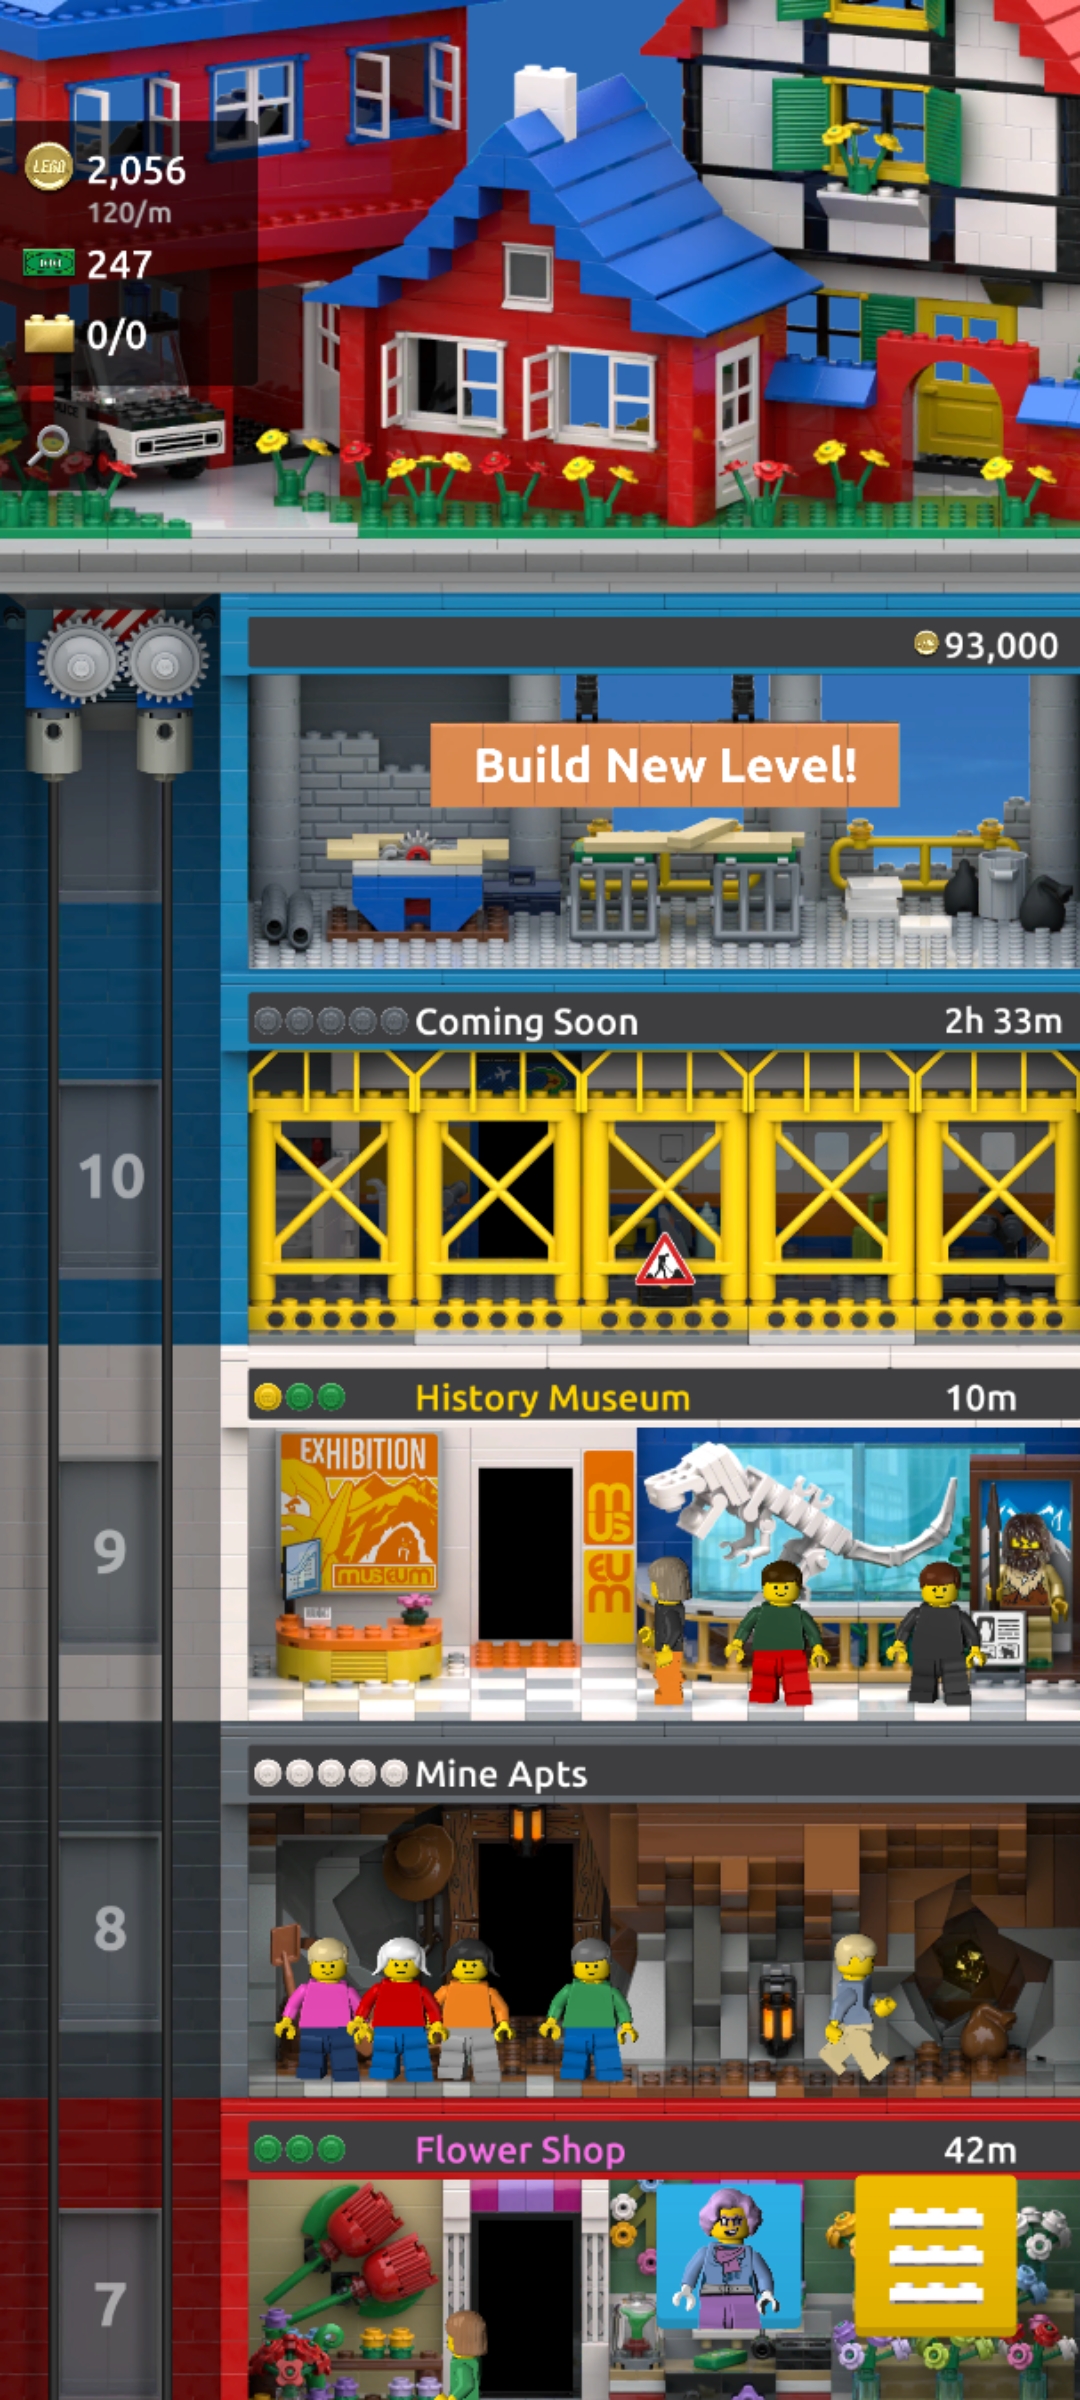 LEGO
2,056
120/m
247
0/0
POLICE
93,000
Build New Level!
Coming Soon
2h 33m
10
History Museum
10m
EXHIBITION
MUSEUM
MUS
EUM
9
Mine Apts
8
Flower Shop
42m
7